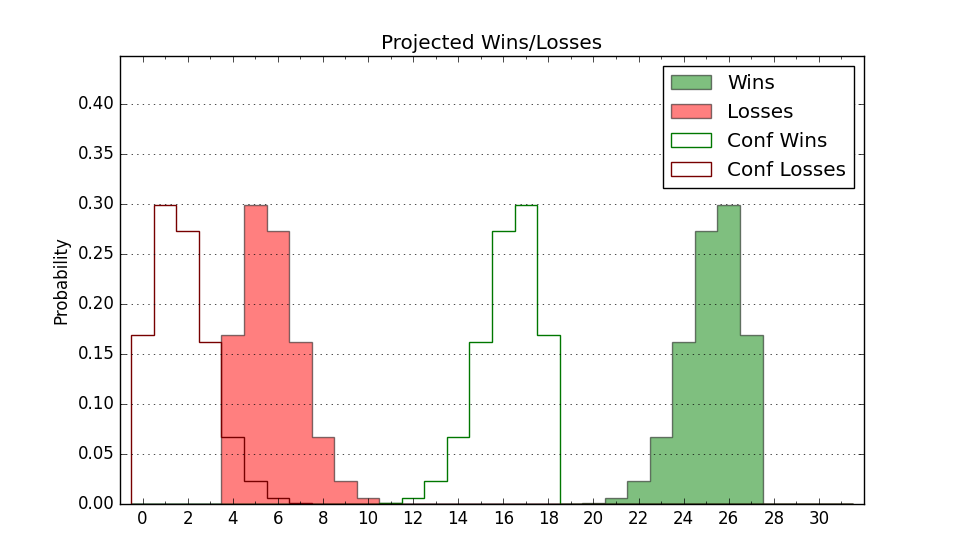 Projected Wins/Losses
Wins
Losses
Conf Wins
Conf Losses
Probability
0.40
0.35
0.30
0.25
0.20
0.15
0.10
0.05
0.00
0 2 4 6 8 10 12 14 16 18 20 22 24 26 28 30